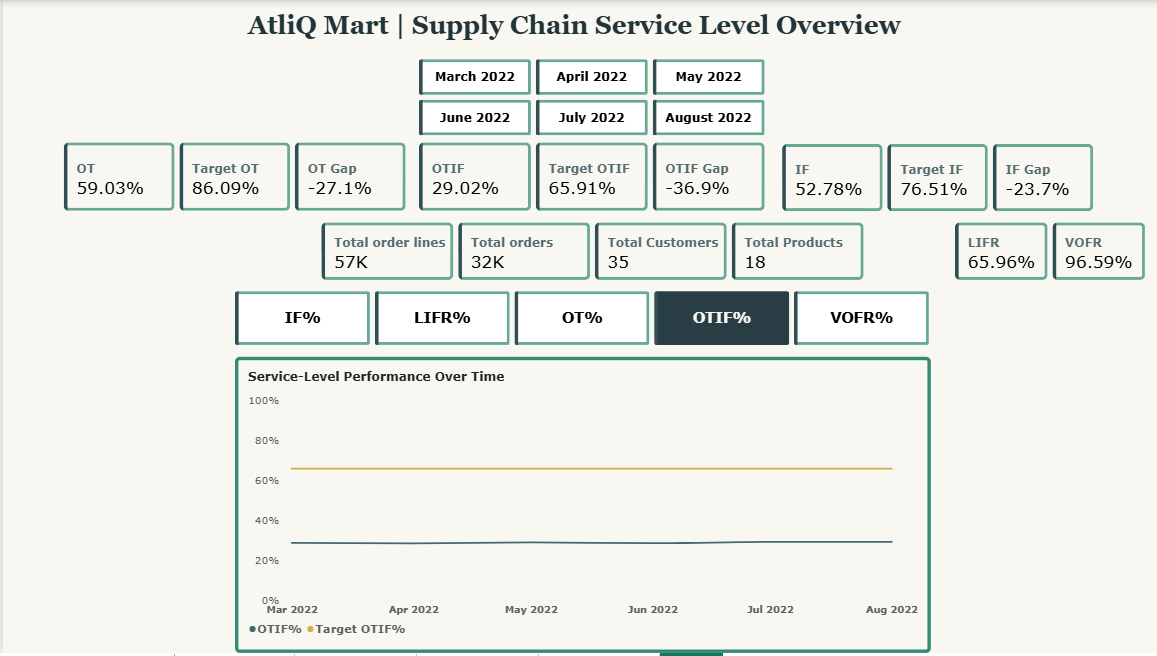 AtliQ Mart | Supply Chain Service Level Overview
March 2022 April 2022 May 2022
June 2022 July 2022 August 2022
OT Target OT OT Gap OTIF Target OTIF OTIF Gap IF Target IF IF Gap
59.03% 86.09% -27.1% 29.02% 65.91% -36.9% 52.78% 76.51% -23.7%
Total order lines Total orders Total Customers Total Products LIFR VOFR
57K 32K 35 18 65.96% 96.59%
IF% LIFR% OT% OTIF% VOFR%
Service-Level Performance Over Time
100%
80%
60%
40%
20%
0%
Mar 2022 Apr 2022 May 2022 Jun 2022 Jul 2022 Aug 2022
OTIF% Target OTIF%